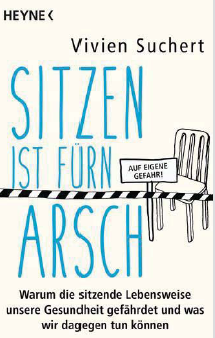 HEYNE<
Vivien Suchert
SITZEN
IST FÜRN
AUF EIGENE
GEFAHR!
ARSCH
Warum die sitzende Lebensweise
unsere Gesundheit gefährdet und was
wir dagegen tun können